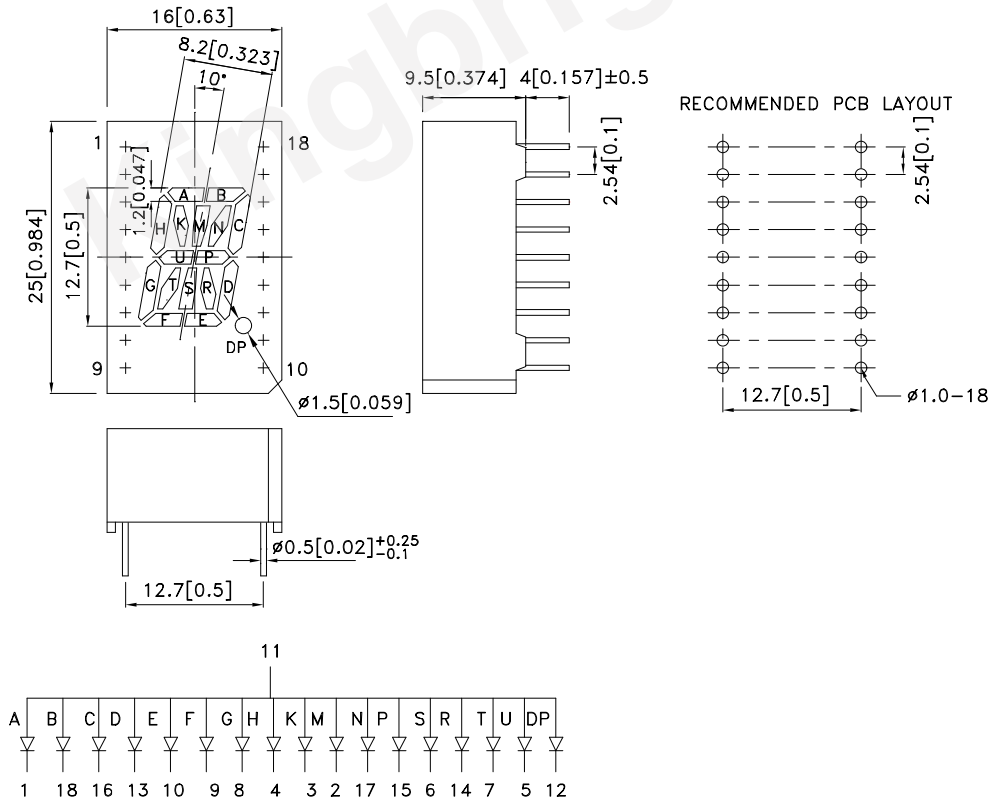 Kingbright
16[0.63]
8.2[0.323]
10°
9.5[0.374] 4[0.157]±0.5
RECOMMENDED PCB LAYOUT
1 18
1.2[0.047]
2.54[0.1]
2.54[0.1]
25[0.984]
12.7[0.5]
A B
H K M N C
U P
G T S R D
F E
DP
9 10
ø1.5[0.059]
12.7[0.5]
ø1.0-18
ø0.5[0.02]+0.25
-0.1
12.7[0.5]
11
A B C D E F G H K M N P S R T U DP
1 18 16 13 10 9 8 4 3 2 17 15 6 14 7 5 12